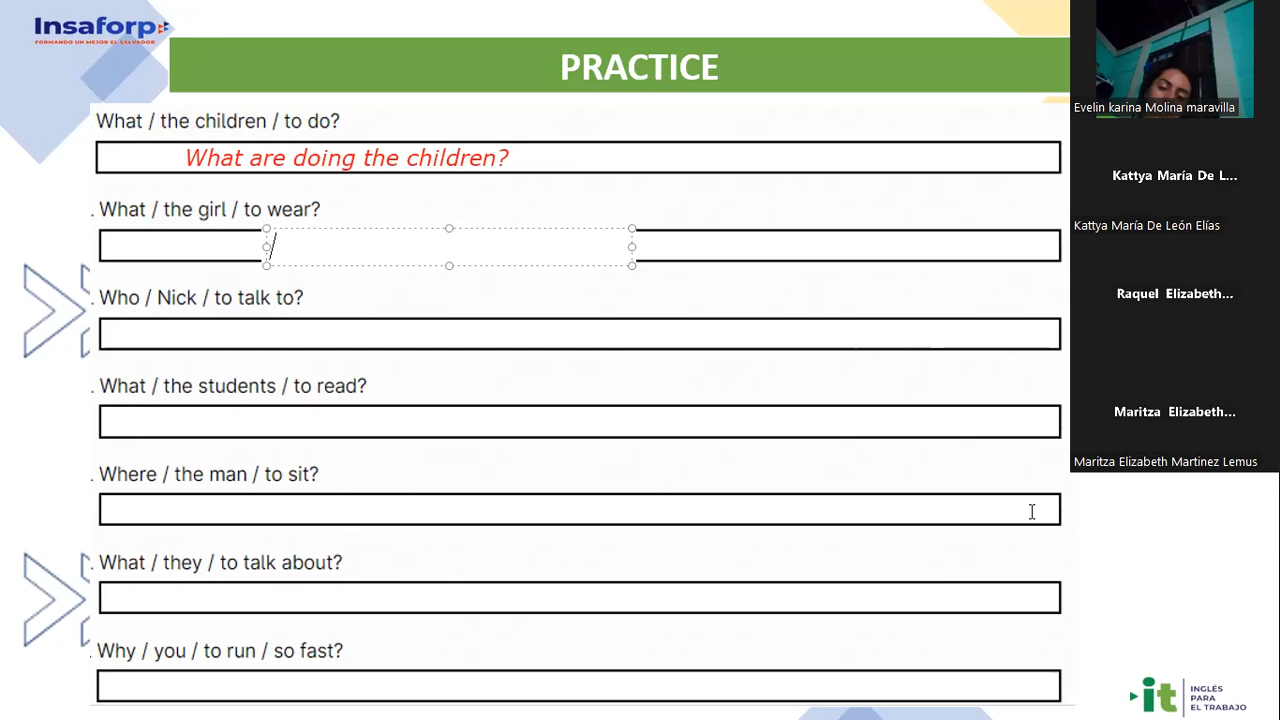 Insaforp
FORMANDO UN MEJOR EL SALVADOR
PRACTICE
What / the children / to do?
What are doing the children?
. What / the girl / to wear?
. Who / Nick / to talk to?
. What / the students / to read?
. Where / the man / to sit?
. What / they / to talk about?
. Why / you / to run / so fast?
Evelin karina Molina maravilla
Kattya María De L...
Kattya María De León Elías
Raquel Elizabeth...
Maritza Elizabeth...
Maritza Elizabeth Martinez Lemus
it
INGLÉS
PARA
EL TRABAJO